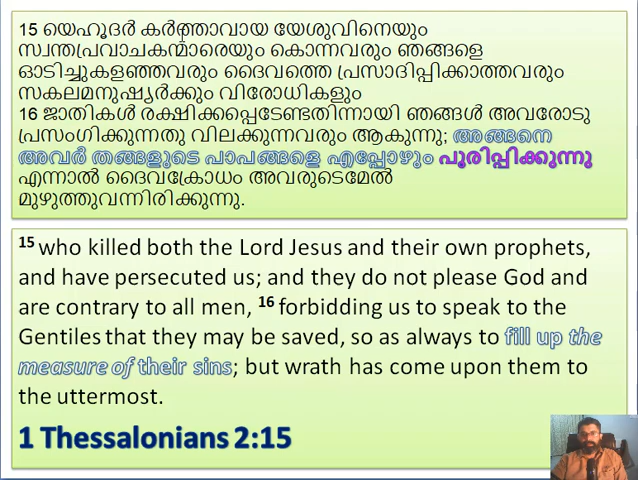 15 യെഹൂദർ കർത്താവായ യേശുവിനെയും
സ്വന്തപ്രവാചകന്മാരെയും കൊന്നവരും ഞങ്ങളെ
ഓടിച്ചുകളഞ്ഞവരും ദൈവത്തെ പ്രസാദിപ്പിക്കാത്തവരും
സകലമനുഷ്യർക്കും വിരോധികളും
16 ജാതികൾ രക്ഷിക്കപ്പെടേണ്ടതിന്നായി ഞങ്ങൾ അവരോടു
പ്രസംഗിക്കുന്നതു വിലക്കുന്നവരും ആകുന്നു; അങ്ങനെ
അവർ തങ്ങളുടെ പാപങ്ങളെ എപ്പോഴും പൂരിപ്പിക്കുന്നു
എന്നാൽ ദൈവക്രോധം അവരുടെമേൽ
മുഴുത്തുവന്നിരിക്കുന്നു.
15 who killed both the Lord Jesus and their own prophets,
and have persecuted us; and they do not please God and
are contrary to all men, 16 forbidding us to speak to the
Gentiles that they may be saved, so as always to fill up the
measure of their sins; but wrath has come upon them to
the uttermost.
1 Thessalonians 2:15